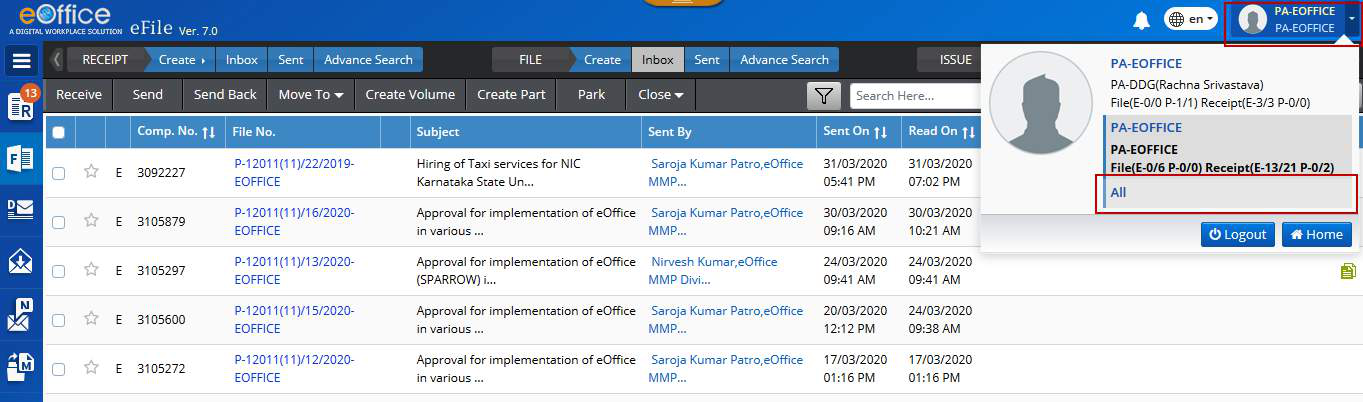 eOffice
A DIGITAL WORKPLACE SOLUTION
eFile Ver. 7.0
en
PA-EOFFICE
PA-EOFFICE
RECEIPT Create Inbox Sent Advance Search FILE Create Inbox Sent Advance Search ISSUE
13
R
Receive Send Send Back Move To Create Volume Create Part Park Close Search Here...
PA-EOFFICE
PA-DDG(Rachna Srivastava)
File(E-0/0 P-1/1) Receipt(E-3/3 P-0/0)
PA-EOFFICE
PA-EOFFICE
File(E-0/6 P-0/0) Receipt(E-13/21 P-0/2)
All
Logout Home
Comp. No. File No. Subject Sent By Sent On Read On
F
E 3092227 P-12011(11)/22/2019- Hiring of Taxi services for NIC Saroja Kumar Patro,eOffice 31/03/2020 31/03/2020
EOFFICE Karnataka State Un... MMP... 05:41 PM 07:02 PM
D
E 3105879 P-12011(11)/16/2020- Approval for implementation of eOffice Saroja Kumar Patro,eOffice 30/03/2020 30/03/2020
EOFFICE in various ... MMP... 09:16 AM 10:21 AM
E 3105297 P-12011(11)/13/2020- Approval for implementation of eOffice Nirvesh Kumar,eOffice 24/03/2020 24/03/2020
EOFFICE (SPARROW) i... MMP Divi... 09:41 AM 09:41 AM
N
E 3105600 P-12011(11)/15/2020- Approval for implementation of eOffice Saroja Kumar Patro,eOffice 20/03/2020 24/03/2020
EOFFICE in various ... MMP... 12:12 PM 09:38 AM
M
E 3105272 P-12011(11)/12/2020- Approval for implementation of eOffice Saroja Kumar Patro,eOffice 17/03/2020 17/03/2020
EOFFICE in various ... MMP... 01:16 PM 01:16 PM